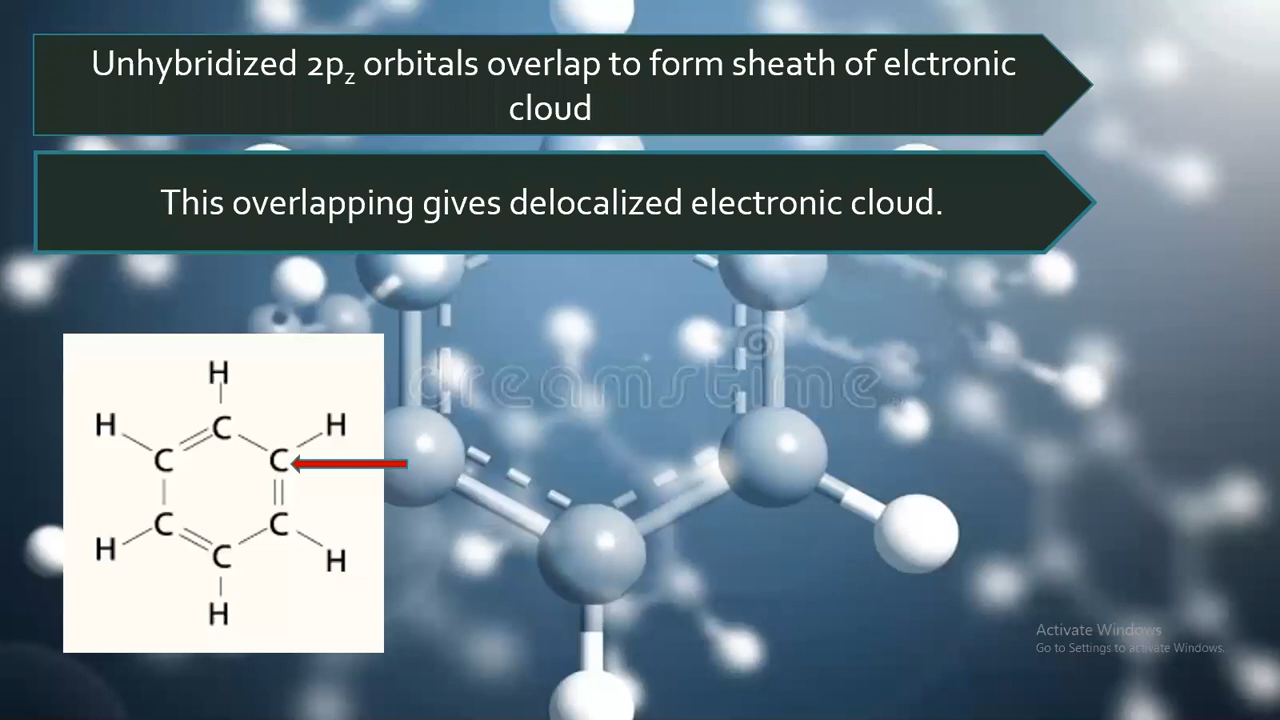 Unhybridized 2pz orbitals overlap to form sheath of elctronic
cloud
This overlapping gives delocalized electronic cloud.
dreamstime
H
H H
C
C C
C C
C
H H
H
Activate Windows
Go to Settings to activate Windows.